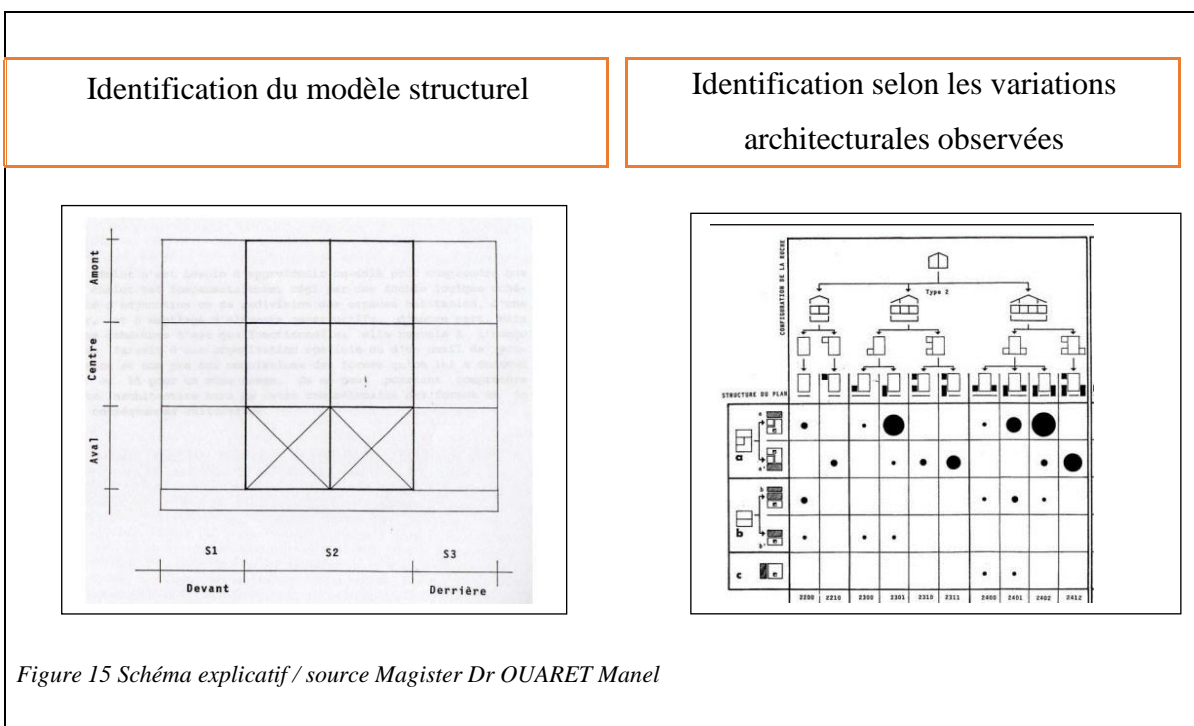 Identification du modèle structurel
Identification selon les variations
architecturales observées
Amont
Centre
Aval
S1 S2 S3
Devant Derrière
CONFIGURATION DE LA ROCHE
Type 2
STRUCTURE DU PLAN
a
a
a'
b
b
b'
c
2200 2210 2300 2301 2310 2311 2400 2401 2402 2412
Figure 15 Schéma explicatif / source Magister Dr OUARET Manel